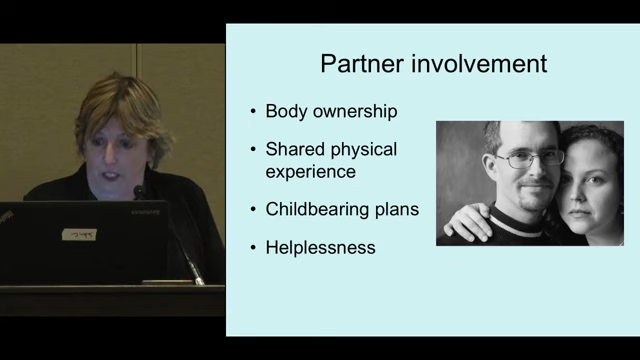 Partner involvement
• Body ownership
• Shared physical
experience
• Childbearing plans
• Helplessness